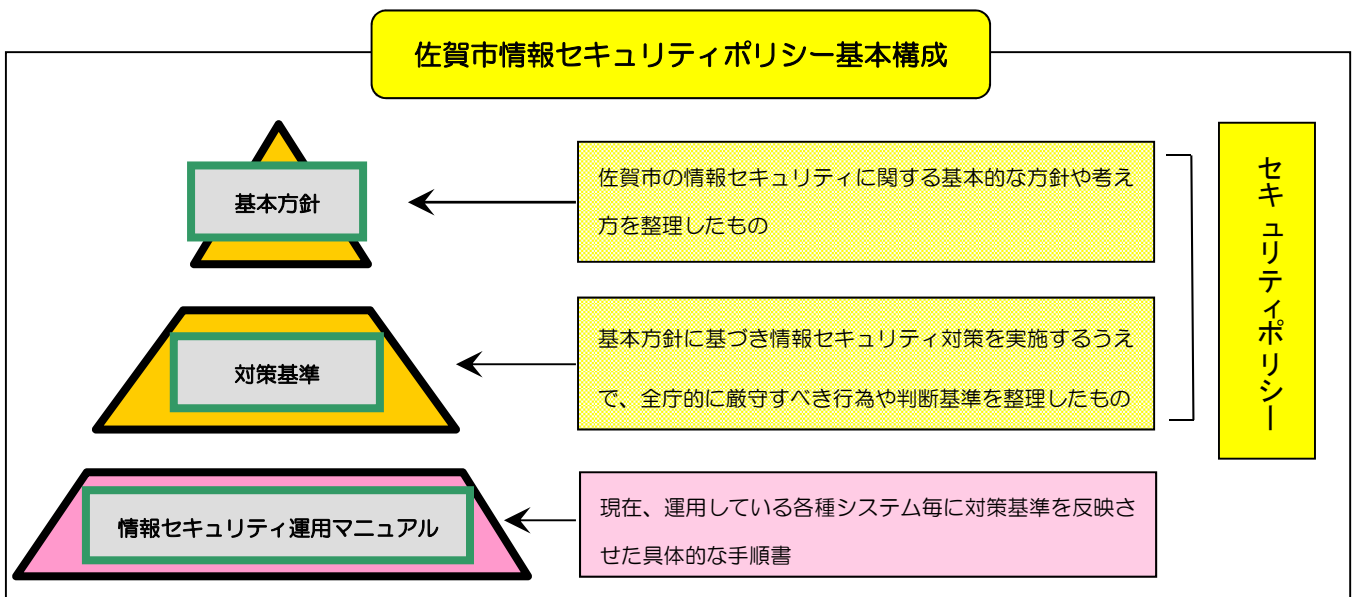 佐賀市情報セキュリティポリシー基本構成
基本方針
佐賀市の情報セキュリティに関する基本的な方針や考え
方を整理したもの
対策基準
基本方針に基づき情報セキュリティ対策を実施するうえ
で、全庁的に厳守すべき行為や判断基準を整理したもの
セキュリティポリシー
情報セキュリティ運用マニュアル
現在、運用している各種システム毎に対策基準を反映さ
せた具体的な手順書